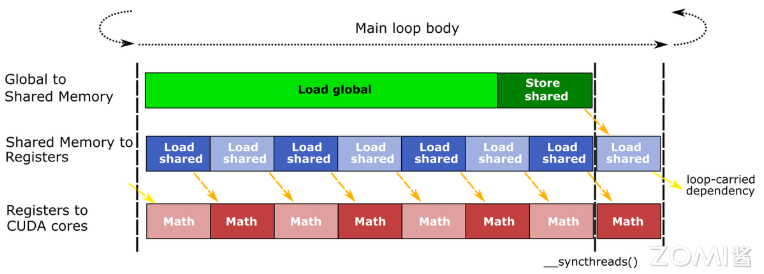 Main loop body
Global to
Shared Memory
Load global
Store
shared
Shared Memory to
Registers
Load
shared
Load
shared
Load
shared
Load
shared
Load
shared
Load
shared
Load
shared
Load
shared
loop-carried
dependency
Registers to
CUDA cores
Math
Math
Math
Math
Math
Math
Math
Math
__syncthreads()
ZOMI酱